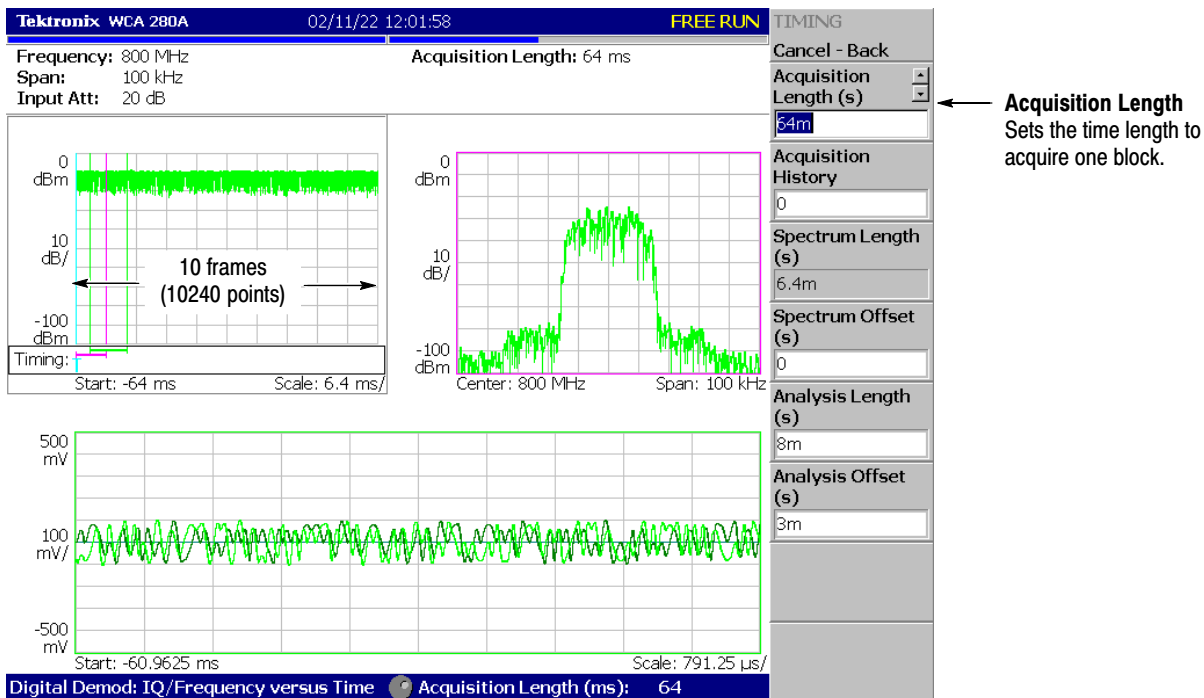 Tektronix WCA 280A 02/11/22 12:01:58 FREE RUN
Frequency: 800 MHz
Span: 100 kHz
Input Att: 20 dB
Acquisition Length: 64 ms
0
dBm
10
dB/
-100
dBm
10 frames
(10240 points)
Timing:
Start: -64 ms Scale: 6.4 ms/
0
dBm
10
dB/
-100
dBm
Center: 800 MHz Span: 100 kHz
500
mV
100
mV/
-500
mV
Start: -60.9625 ms Scale: 791.25 µs/
Digital Demod: IQ/Frequency versus Time Acquisition Length (ms): 64
TIMING
Cancel - Back
Acquisition
Length (s)
64m
Acquisition
History
0
Spectrum Length
(s)
6.4m
Spectrum Offset
(s)
0
Analysis Length
(s)
8m
Analysis Offset
(s)
3m
Acquisition Length
Sets the time length to
acquire one block.